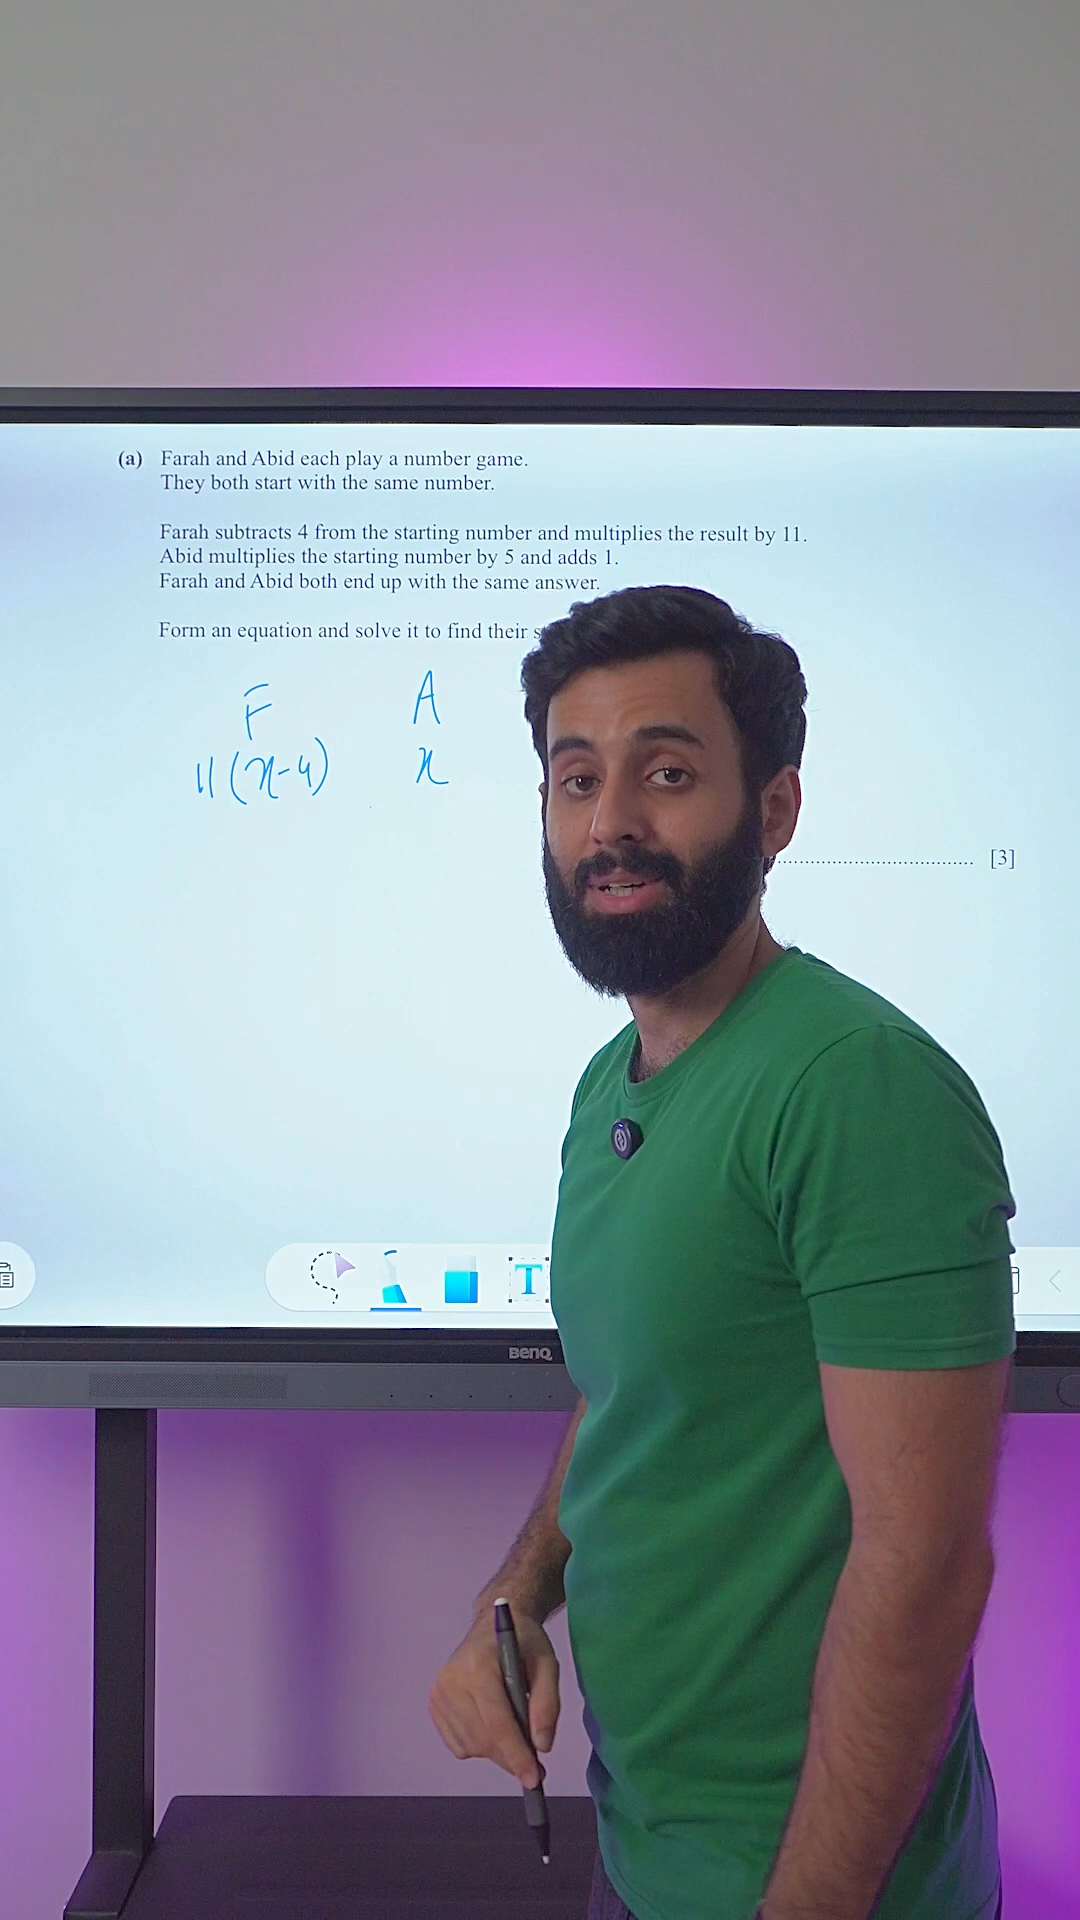 (a) Farah and Abid each play a number game.
They both start with the same number.
Farah subtracts 4 from the starting number and multiplies the result by 11.
Abid multiplies the starting number by 5 and adds 1.
Farah and Abid both end up with the same answer.
Form an equation and solve it to find their
F A
11(x-4) x
[3]
T
BenQ